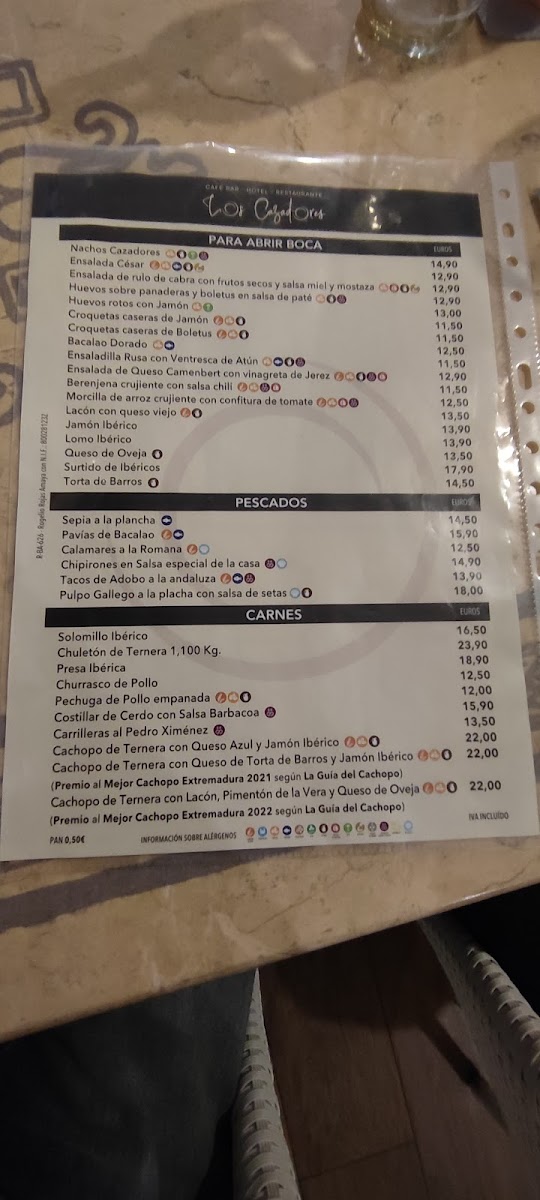 CAFÉ BAR - HOTEL - RESTAURANTE
Los Cazadores
PARA ABRIR BOCA EUROS
Nachos Cazadores 14,90
Ensalada César 12,90
Ensalada de rulo de cabra con frutos secos y salsa miel y mostaza 12,90
Huevos sobre panaderas y boletus en salsa de paté 12,90
Huevos rotos con Jamón 13,00
Croquetas caseras de Jamón 11,50
Croquetas caseras de Boletus 11,50
Bacalao Dorado 12,50
Ensaladilla Rusa con Ventresca de Atún 11,50
Ensalada de Queso Camenbert con vinagreta de Jerez 12,90
Berenjena crujiente con salsa chili 11,50
Morcilla de arroz crujiente con confitura de tomate 12,50
Lacón con queso viejo 13,50
Jamón Ibérico 13,90
Lomo Ibérico 13,90
Queso de Oveja 13,50
Surtido de Ibéricos 17,90
Torta de Barros 14,50
PESCADOS EUROS
Sepia a la plancha 14,50
Pavías de Bacalao 15,90
Calamares a la Romana 12,50
Chipirones en Salsa especial de la casa 14,90
Tacos de Adobo a la andaluza 13,90
Pulpo Gallego a la placha con salsa de setas 18,00
CARNES EUROS
Solomillo Ibérico 16,50
Chuletón de Ternera 1,100 Kg. 23,90
Presa Ibérica 18,90
Churrasco de Pollo 12,50
Pechuga de Pollo empanada 12,00
Costillar de Cerdo con Salsa Barbacoa 15,90
Carrilleras al Pedro Ximénez 13,50
Cachopo de Ternera con Queso Azul y Jamón Ibérico 22,00
Cachopo de Ternera con Queso de Torta de Barros y Jamón Ibérico 22,00
(Premio al Mejor Cachopo Extremadura 2021 según La Guía del Cachopo)
Cachopo de Ternera con Lacón, Pimentón de la Vera y Queso de Oveja 22,00
(Premio al Mejor Cachopo Extremadura 2022 según La Guía del Cachopo)
IVA INCLUÍDO
PAN 0,50€ INFORMACIÓN SOBRE ALÉRGENOS
R-BA-626 · Rogelio Rojas Amaya con N.I.F.: